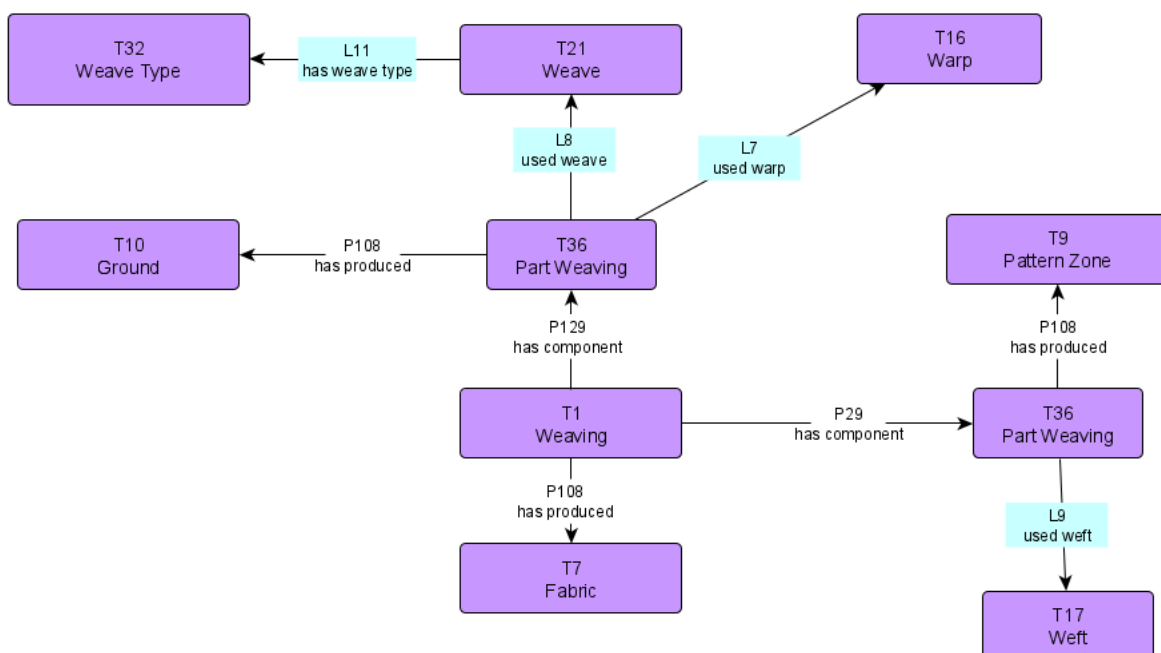 T32
Weave Type
L11
has weave type
T21
Weave
T16
Warp
L8
used weave
L7
used warp
T10
Ground
P108
has produced
T36
Part Weaving
T9
Pattern Zone
P129
has component
P108
has produced
T1
Weaving
P29
has component
T36
Part Weaving
P108
has produced
L9
used weft
T7
Fabric
T17
Weft